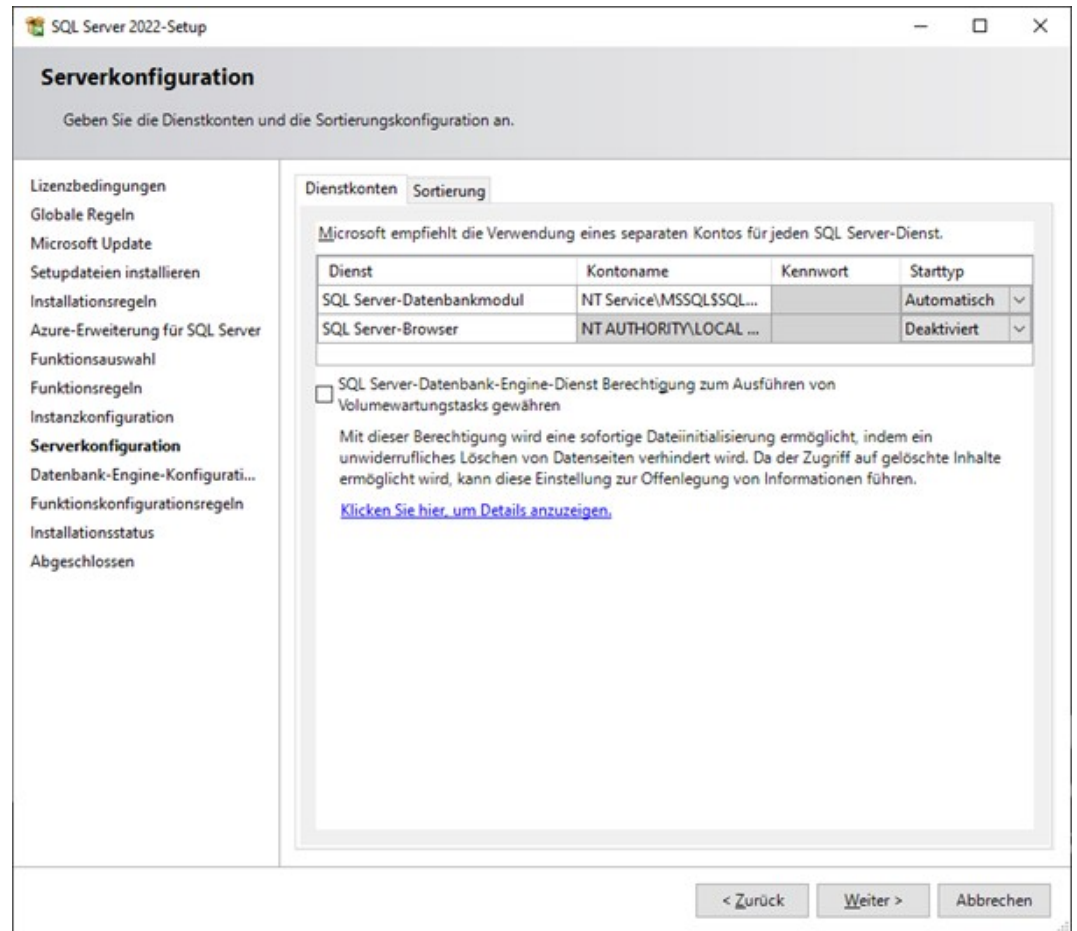 SQL Server 2022-Setup
Serverkonfiguration
Geben Sie die Dienstkonten und die Sortierungskonfiguration an.
Lizenzbedingungen
Globale Regeln
Microsoft Update
Setupdateien installieren
Installationsregeln
Azure-Erweiterung für SQL Server
Funktionsauswahl
Funktionsregeln
Instanzkonfiguration
Serverkonfiguration
Datenbank-Engine-Konfigurati...
Funktionskonfigurationsregeln
Installationsstatus
Abgeschlossen
Dienstkonten Sortierung
Microsoft empfiehlt die Verwendung eines separaten Kontos für jeden SQL Server-Dienst.
Dienst Kontoname Kennwort Starttyp
SQL Server-Datenbankmodul NT Service\MSSQL$SQL... Automatisch
SQL Server-Browser NT AUTHORITY\LOCAL ... Deaktiviert
SQL Server-Datenbank-Engine-Dienst Berechtigung zum Ausführen von
Volumewartungstasks gewähren
Mit dieser Berechtigung wird eine sofortige Dateiinitialisierung ermöglicht, indem ein
unwiderrufliches Löschen von Datenseiten verhindert wird. Da der Zugriff auf gelöschte Inhalte
ermöglicht wird, kann diese Einstellung zur Offenlegung von Informationen führen.
Klicken Sie hier, um Details anzuzeigen.
< Zurück Weiter > Abbrechen